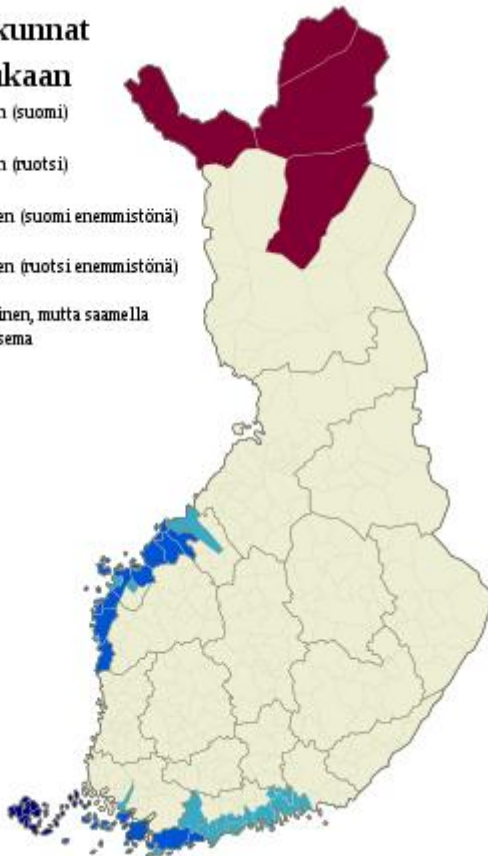 kunnat
kaan
n (suomi)
n (ruotsi)
en (suomi enemmistönä)
en (ruotsi enemmistönä)
inen, mutta saamella
sema